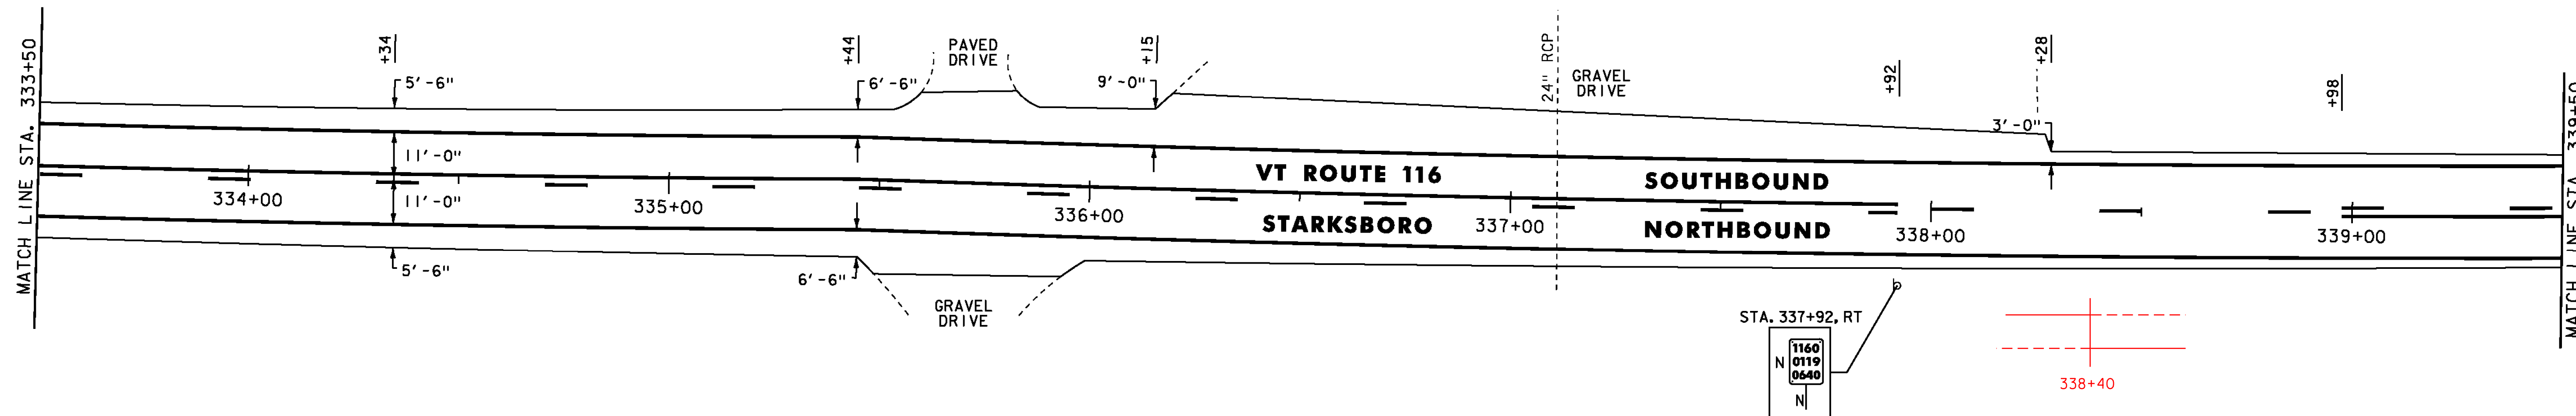 MATCH LINE STA. 333+50
+34
5'-6"
+44
6'-6"
PAVED
DRIVE
+15
9'-0"
24" RCP
GRAVEL
DRIVE
+92
+28
3'-0"
+98
MATCH LINE STA. 339+50
11'-0"
11'-0"
334+00
335+00
336+00
337+00
338+00
339+00
VT ROUTE 116
SOUTHBOUND
STARKSBORO
NORTHBOUND
5'-6"
6'-6"
GRAVEL
DRIVE
STA. 337+92, RT
N
1160
0119
0640
N
338+40